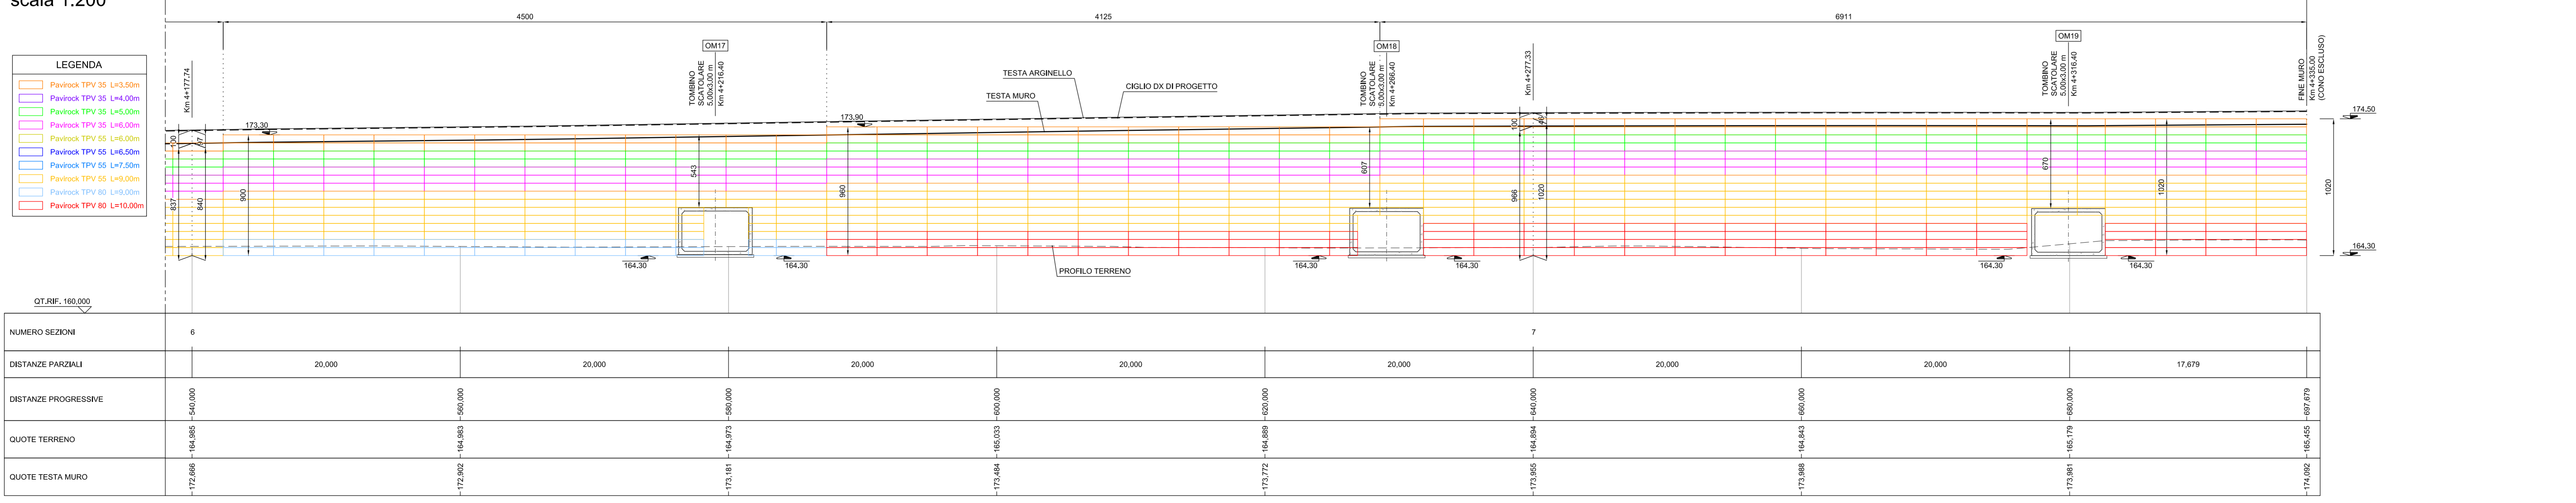 scala 1:200
4500
4125
6911
LEGENDA
Pavirock TPV 35 L=3,50m
Pavirock TPV 35 L=4,00m
Pavirock TPV 35 L=5,00m
Pavirock TPV 35 L=6,00m
Pavirock TPV 55 L=6,00m
Pavirock TPV 55 L=6,50m
Pavirock TPV 55 L=7,50m
Pavirock TPV 55 L=9,00m
Pavirock TPV 80 L=9,00m
Pavirock TPV 80 L=10,00m
Km 4+177,74
OM17
TOMBINO
SCATOLARE
5,00x3,00 m
Km 4+216,40
TESTA ARGINELLO
TESTA MURO
CIGLIO DX DI PROGETTO
OM18
TOMBINO
SCATOLARE
5,00x3,00 m
Km 4+266,40
Km 4+277,33
OM19
TOMBINO
SCATOLARE
5,00x3,00 m
Km 4+316,40
FINE MURO
Km 4+335,00
(CONO ESCLUSO)
173,30
173,90
174,50
100
97
837
840
900
543
960
607
100
966
1020
670
1020
1020
164,30
164,30
164,30
164,30
164,30
164,30
164,30
PROFILO TERRENO
QT.RIF. 160,000
NUMERO SEZIONI
6
7
DISTANZE PARZIALI
20,000
20,000
20,000
20,000
20,000
20,000
20,000
17,679
DISTANZE PROGRESSIVE
540,000
560,000
580,000
600,000
620,000
640,000
660,000
680,000
697,679
QUOTE TERRENO
164,985
164,983
164,973
165,033
164,889
164,894
164,843
165,179
165,455
QUOTE TESTA MURO
172,666
172,902
173,181
173,484
173,772
173,955
173,988
173,981
174,092